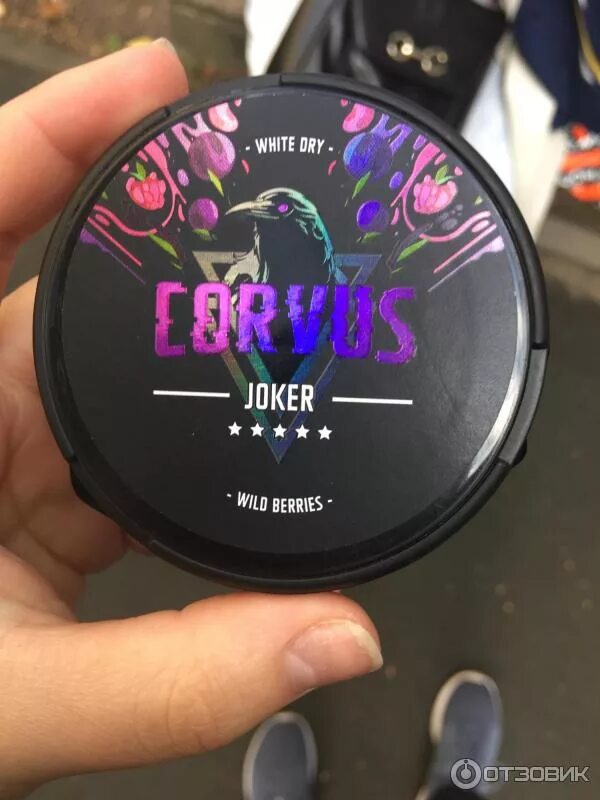 - WHITE DRY -
CORVUS
JOKER
- WILD BERRIES -
ОТЗОВИК